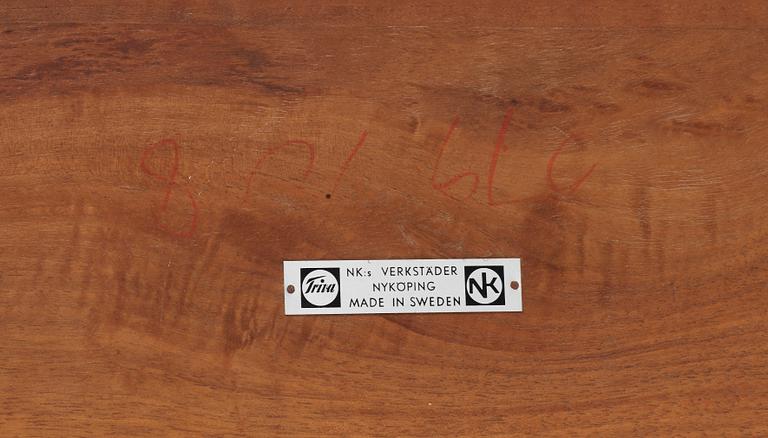 Triva NK:s VERKSTÄDER NK
NYKÖPING
MADE IN SWEDEN